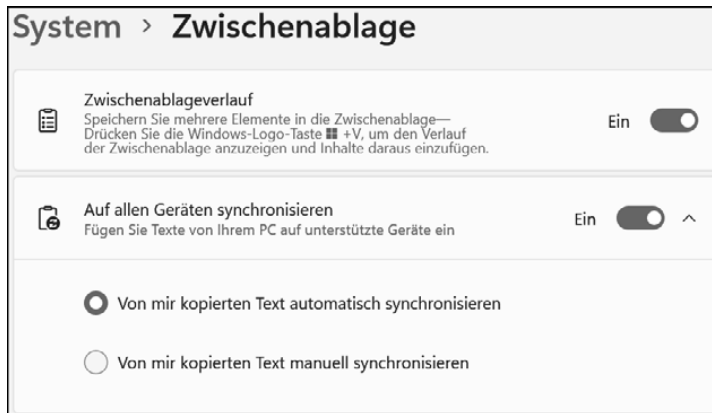 System > Zwischenablage
Zwischenablageverlauf
Speichern Sie mehrere Elemente in die Zwischenablage—
Drücken Sie die Windows-Logo-Taste +V, um den Verlauf
der Zwischenablage anzuzeigen und Inhalte daraus einzufügen.
Ein
Auf allen Geräten synchronisieren
Fügen Sie Texte von Ihrem PC auf unterstützte Geräte ein
Ein
Von mir kopierten Text automatisch synchronisieren
Von mir kopierten Text manuell synchronisieren